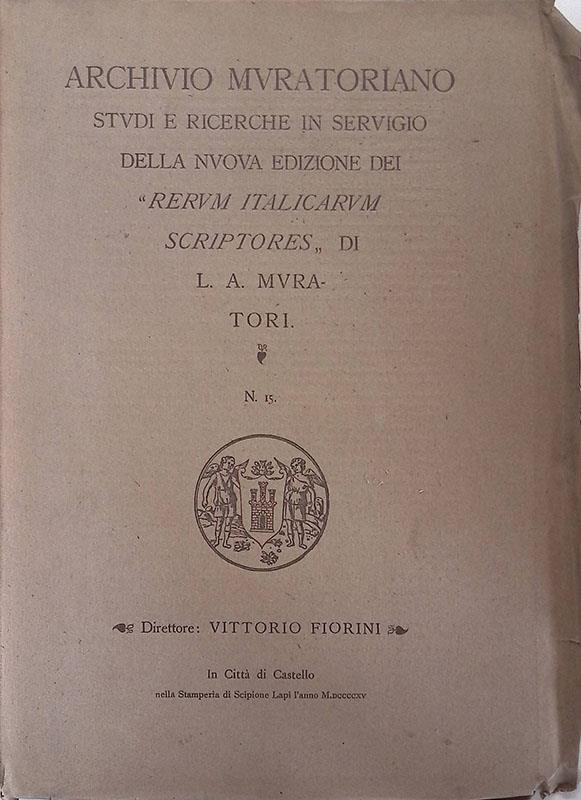 ARCHIVIO MVRATORIANO
STVDI E RICERCHE IN SERVIGIO
DELLA NVOVA EDIZIONE DEI
“RERVM ITALICARVM
SCRIPTORES„ DI
L. A. MVRA-
TORI.
N. 15.
Direttore: VITTORIO FIORINI
In Città di Castello
nella Stamperia di Scipione Lapi l'anno M.DCCCCXV